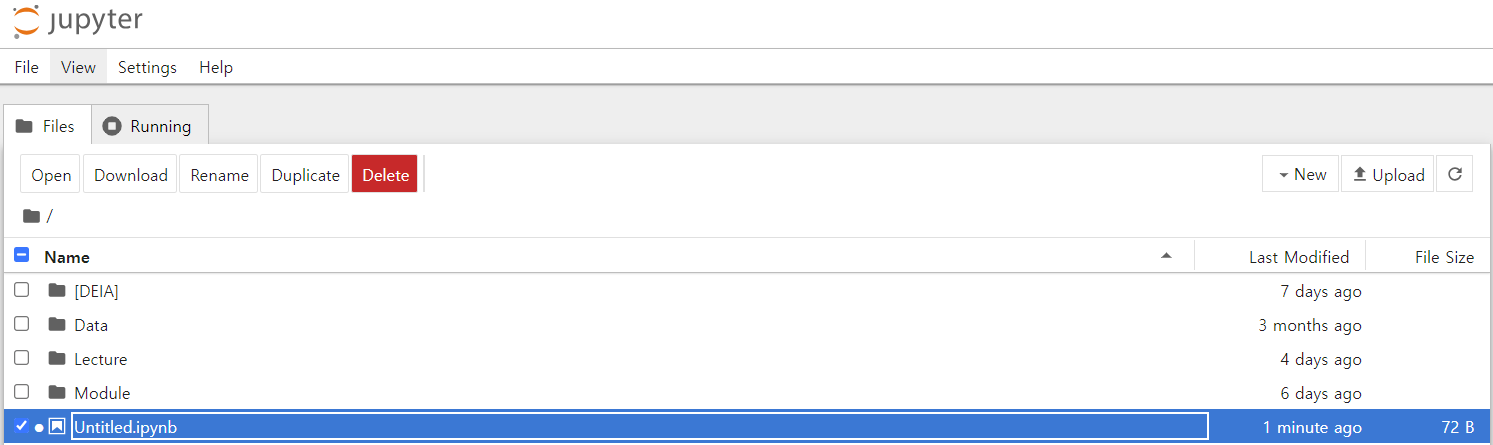 jupyter
File View Settings Help
Files Running
Open Download Rename Duplicate Delete New Upload
/
Name Last Modified File Size
[DEIA] 7 days ago
Data 3 months ago
Lecture 4 days ago
Module 6 days ago
Untitled.ipynb 1 minute ago 72 B